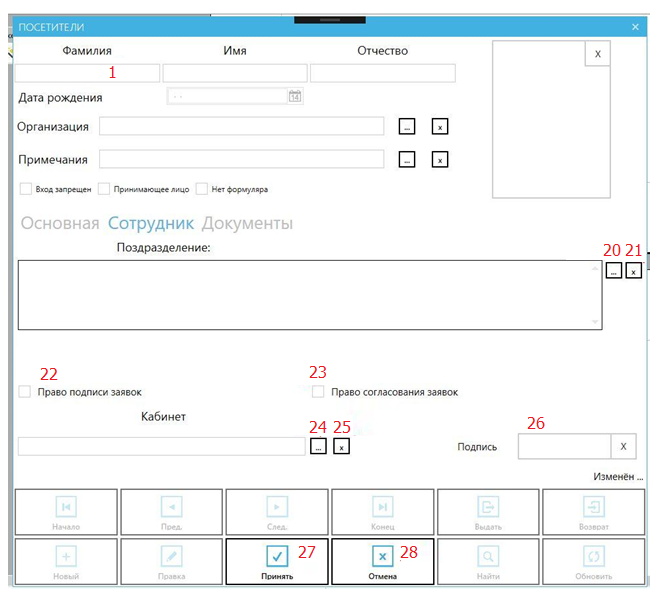 ПОСЕТИТЕЛИ ×
Фамилия Имя Отчество
1
X
Дата рождения - - 14
Организация ... x
Примечания ... x
Вход запрещен Принимающее лицо Нет формуляра
Основная Сотрудник Документы
Поздразделение:
20 21
... x
22 23
Право подписи заявок Право согласования заявок
Кабинет
24 25 26
... x Подпись X
Изменён ...
Начало Пред. След. Конец Выдать Возврат
27 28
Новый Правка Принять Отмена Найти Обновить